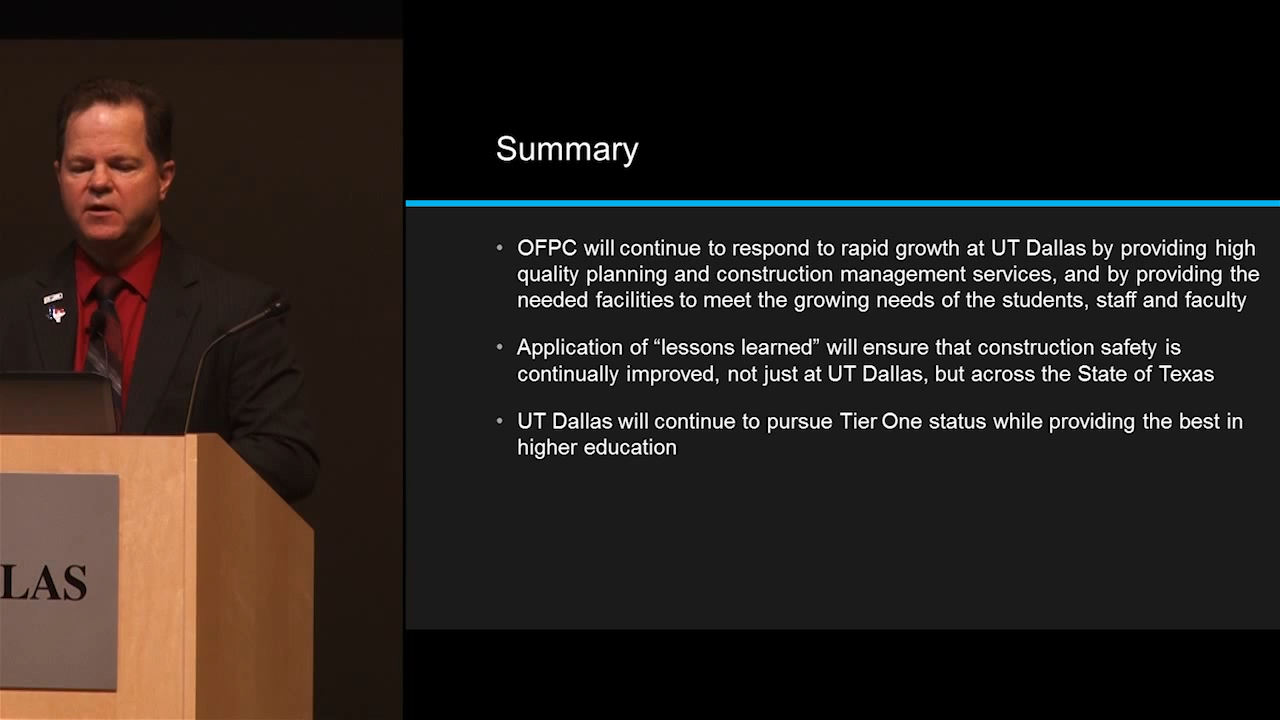 Summary
• OFPC will continue to respond to rapid growth at UT Dallas by providing high
quality planning and construction management services, and by providing the
needed facilities to meet the growing needs of the students, staff and faculty
• Application of “lessons learned” will ensure that construction safety is
continually improved, not just at UT Dallas, but across the State of Texas
• UT Dallas will continue to pursue Tier One status while providing the best in
higher education
LLAS